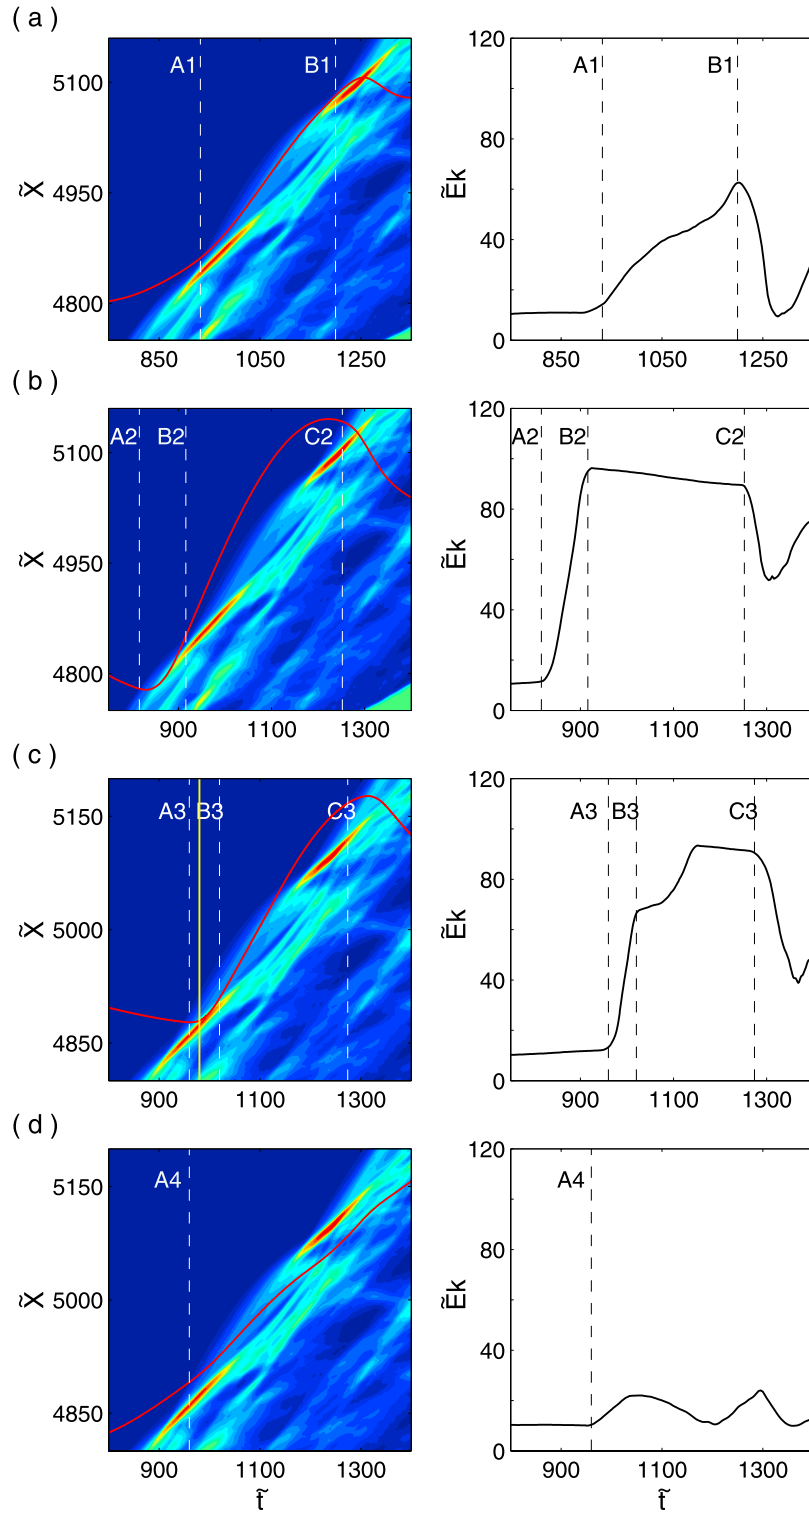 ( a )
A1
B1
5100
4950
4800
X̃
850
1050
1250
A1
B1
120
80
40
0
Ẽk
850
1050
1250
( b )
A2
B2
C2
5100
4950
4800
X̃
900
1100
1300
A2
B2
C2
120
80
40
0
Ẽk
900
1100
1300
( c )
A3
B3
C3
5150
5000
4850
X̃
900
1100
1300
A3
B3
C3
120
80
40
0
Ẽk
900
1100
1300
( d )
A4
5150
5000
4850
X̃
900
1100
1300
t̃
A4
120
80
40
0
Ẽk
900
1100
1300
t̃